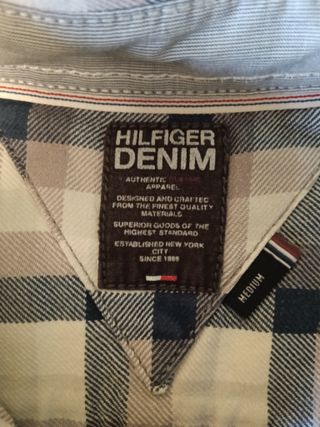 HILFIGER
DENIM
AUTHENTIC CLASSIC
APPAREL
DESIGNED AND CRAFTED
FROM THE FINEST QUALITY
MATERIALS
SUPERIOR GOODS OF THE
HIGHEST STANDARD
ESTABLISHED NEW YORK
CITY
SINCE 1985
MEDIUM